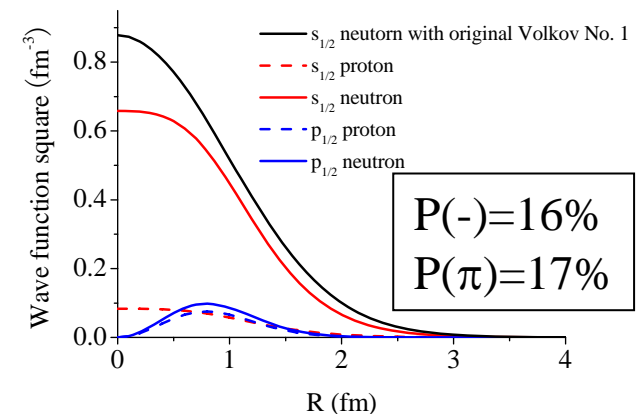 Wave function square (fm⁻³)
0.8
0.6
0.4
0.2
0.0
s₁/₂ neutorn with original Volkov No. 1
s₁/₂ proton
s₁/₂ neutron
p₁/₂ proton
p₁/₂ neutron
P(-)=16%
P(π)=17%
0 1 2 3 4
R (fm)